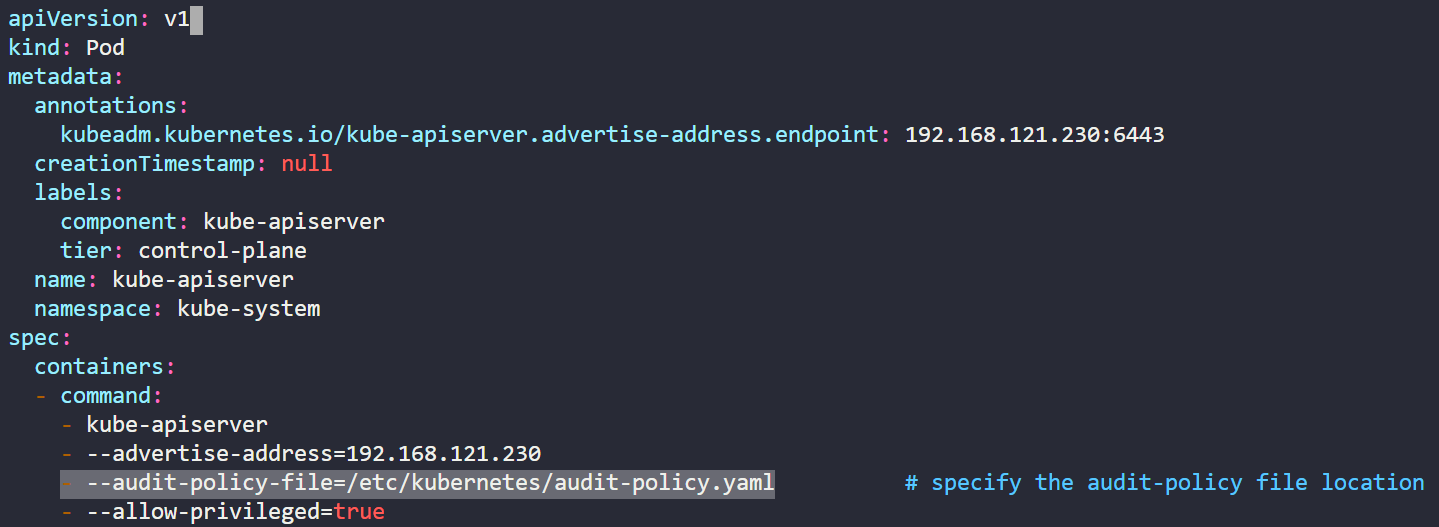 apiVersion: v1
kind: Pod
metadata:
  annotations:
    kubeadm.kubernetes.io/kube-apiserver.advertise-address.endpoint: 192.168.121.230:6443
  creationTimestamp: null
  labels:
    component: kube-apiserver
    tier: control-plane
  name: kube-apiserver
  namespace: kube-system
spec:
  containers:
  - command:
    - kube-apiserver
    - --advertise-address=192.168.121.230
    - --audit-policy-file=/etc/kubernetes/audit-policy.yaml          # specify the audit-policy file location
    - --allow-privileged=true